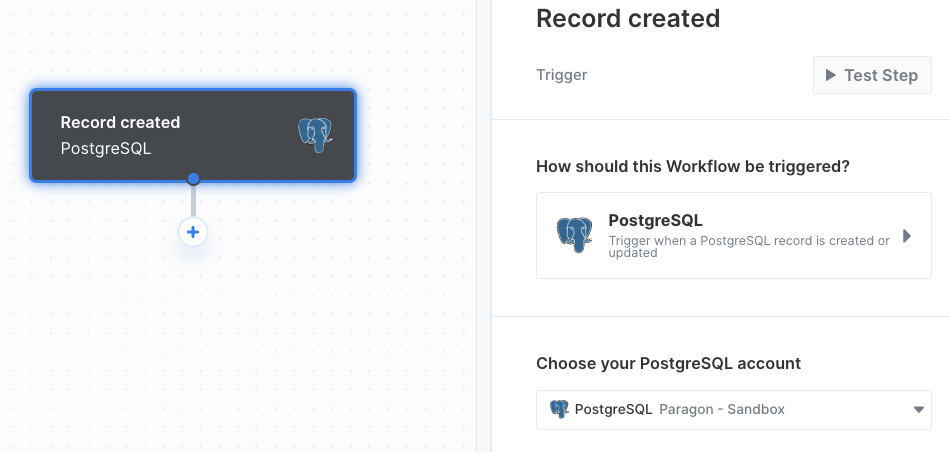 Record created
PostgreSQL
Record created
Trigger
Test Step
How should this Workflow be triggered?
PostgreSQL
Trigger when a PostgreSQL record is created or
updated
Choose your PostgreSQL account
PostgreSQL Paragon - Sandbox